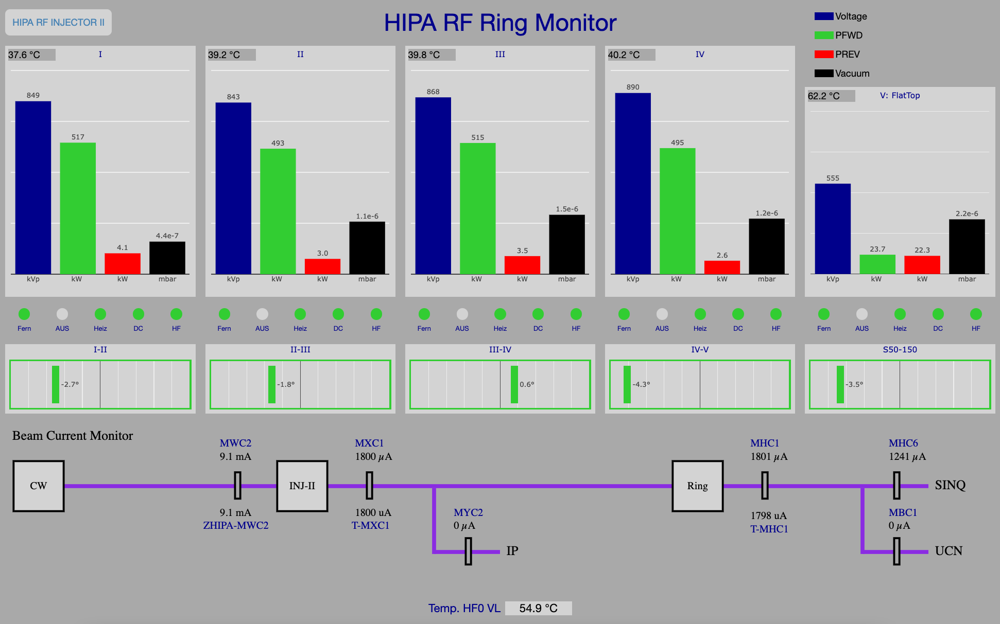 HIPA RF INJECTOR II
HIPA RF Ring Monitor
Voltage
PFWD
PREV
Vacuum
37.6 °C
I
849
517
4.1
4.4e-7
kVp
kW
kW
mbar
39.2 °C
II
843
493
3.0
1.1e-6
kVp
kW
kW
mbar
39.8 °C
III
868
515
3.5
1.5e-6
kVp
kW
kW
mbar
40.2 °C
IV
890
495
2.6
1.2e-6
kVp
kW
kW
mbar
62.2 °C
V: FlatTop
555
23.7
22.3
2.2e-6
kVp
kW
kW
mbar
Fern
AUS
Heiz
DC
HF
Fern
AUS
Heiz
DC
HF
Fern
AUS
Heiz
DC
HF
Fern
AUS
Heiz
DC
HF
Fern
AUS
Heiz
DC
HF
I-II
-2.7°
II-III
-1.8°
III-IV
0.6°
IV-V
-4.3°
S50-150
-3.5°
Beam Current Monitor
CW
MWC2
9.1 mA
9.1 mA
ZHIPA-MWC2
INJ-II
MXC1
1800 µA
1800 uA
T-MXC1
MYC2
0 µA
IP
Ring
MHC1
1801 µA
1798 uA
T-MHC1
MHC6
1241 µA
SINQ
MBC1
0 µA
UCN
Temp. HF0 VL
54.9 °C